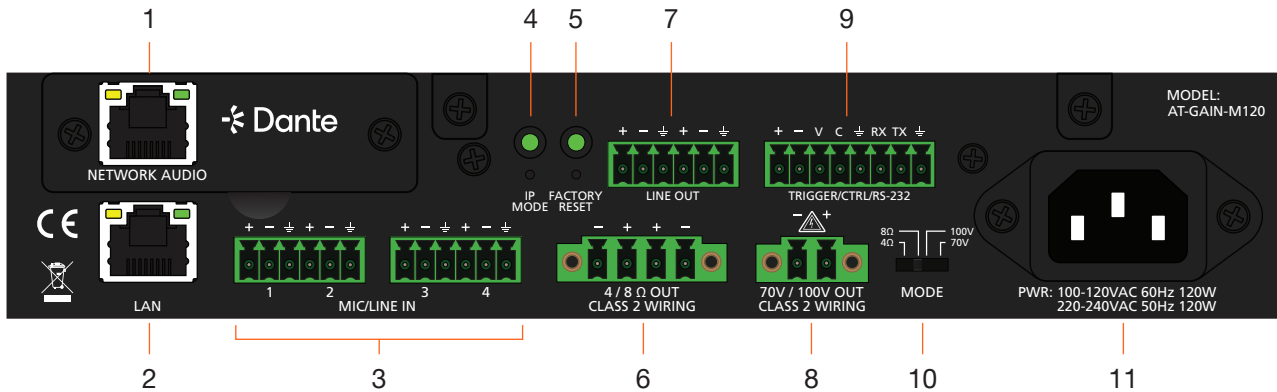 1 4 5 7 9
MODEL:
AT-GAIN-M120
Dante
NETWORK AUDIO
+ − ⏚ + − ⏚
LINE OUT
+ − V C ⏚ RX TX ⏚
TRIGGER/CTRL/RS-232
IP
MODE
FACTORY
RESET
CE
LAN
+ − ⏚ + − ⏚
1 2
+ − ⏚ + − ⏚
3 4
MIC/LINE IN
− + + −
4 / 8 Ω OUT
CLASS 2 WIRING
− +
70V / 100V OUT
CLASS 2 WIRING
8Ω 100V
4Ω 70V
MODE
PWR: 100-120VAC 60Hz 120W
220-240VAC 50Hz 120W
2 3 6 8 10 11